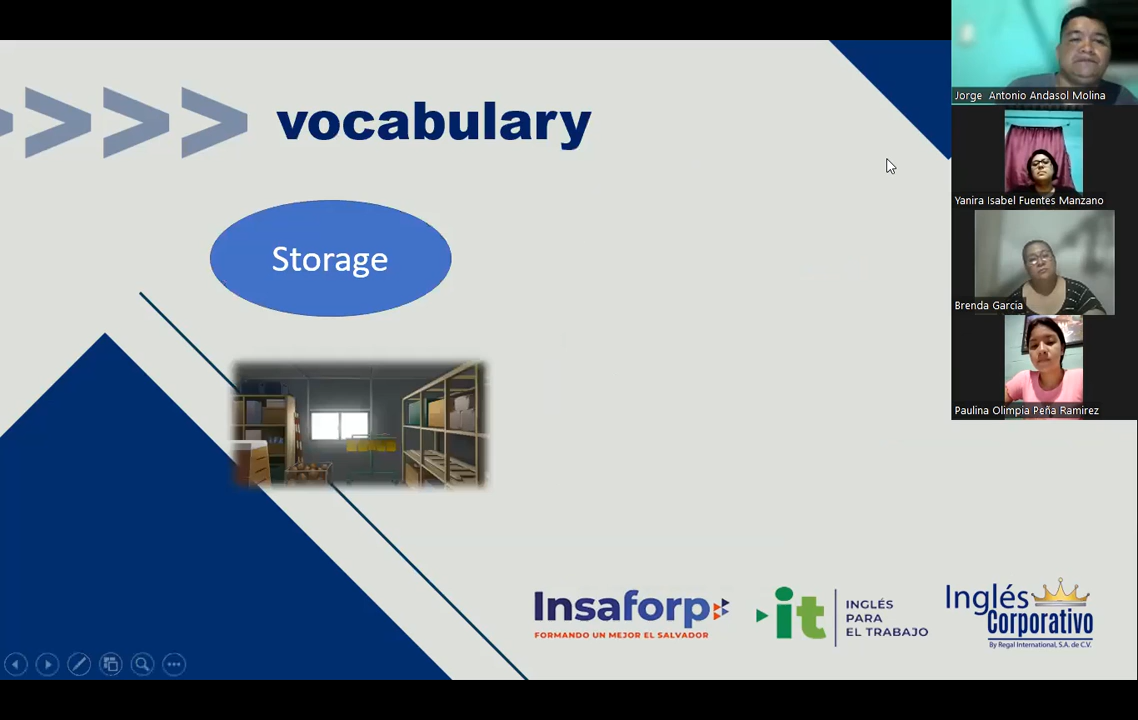 vocabulary
Storage
Jorge Antonio Andasol Molina
Yanira Isabel Fuentes Manzano
Brenda Garcia
Paulina Olimpia Peña Ramirez
Insaforp
FORMANDO UN MEJOR EL SALVADOR
it
INGLÉS
PARA
EL TRABAJO
Inglés
Corporativo
By Regal International, S.A. de C.V.